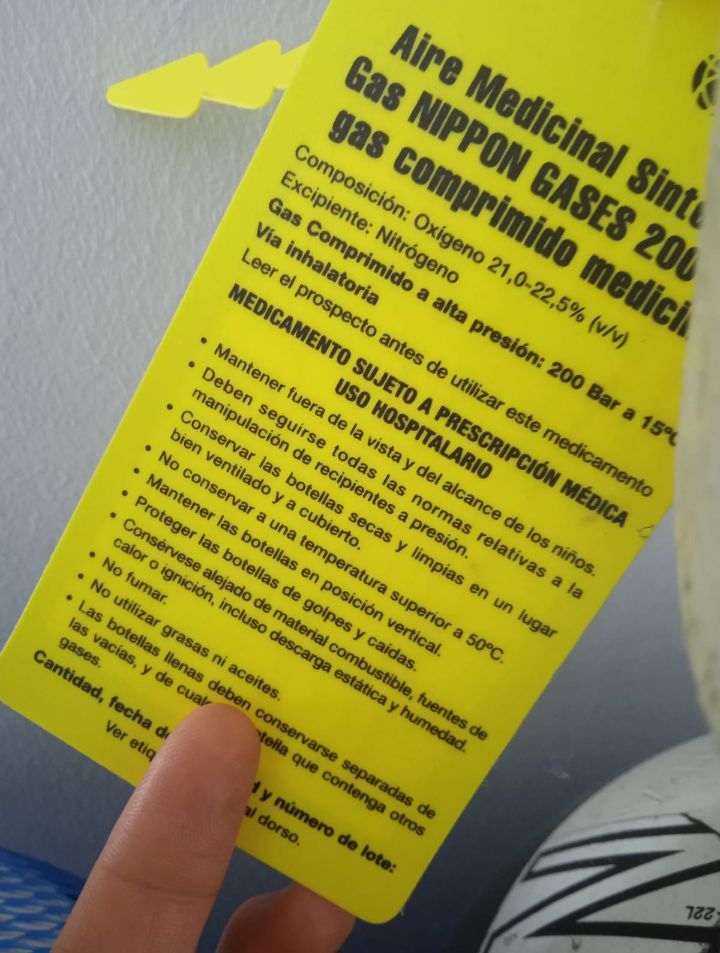 Aire Medicinal
Gas NIPPON GASES 200
gas comprimido
Composición: Oxígeno 21,0-22,5% (v/v)
Excipiente: Nitrógeno
Gas Comprimido a alta presión: 200 Bar a 15ºC
Vía inhalatoria
Leer el prospecto antes de utilizar este medicamento
MEDICAMENTO SUJETO A PRESCRIPCIÓN MÉDICA
USO HOSPITALARIO
• Mantener fuera de la vista y del alcance de los niños.
• Deben seguirse todas las normas relativas a la
manipulación de recipientes a presión.
• Conservar las botellas secas y limpias en un lugar
bien ventilado y a cubierto.
• No conservar a una temperatura superior a 50ºC.
• Mantener las botellas en posición vertical.
• Proteger las botellas de golpes y caídas.
• Consérvese alejado de material combustible, fuentes de
calor o ignición, incluso descarga estática y humedad.
• No fumar.
• No utilizar grasas ni aceites.
• Las botellas llenas deben conservarse separadas de
las vacías, y de que contenga otros
gases.
Cantidad, fecha y número de lote:
Ver al dorso.
N